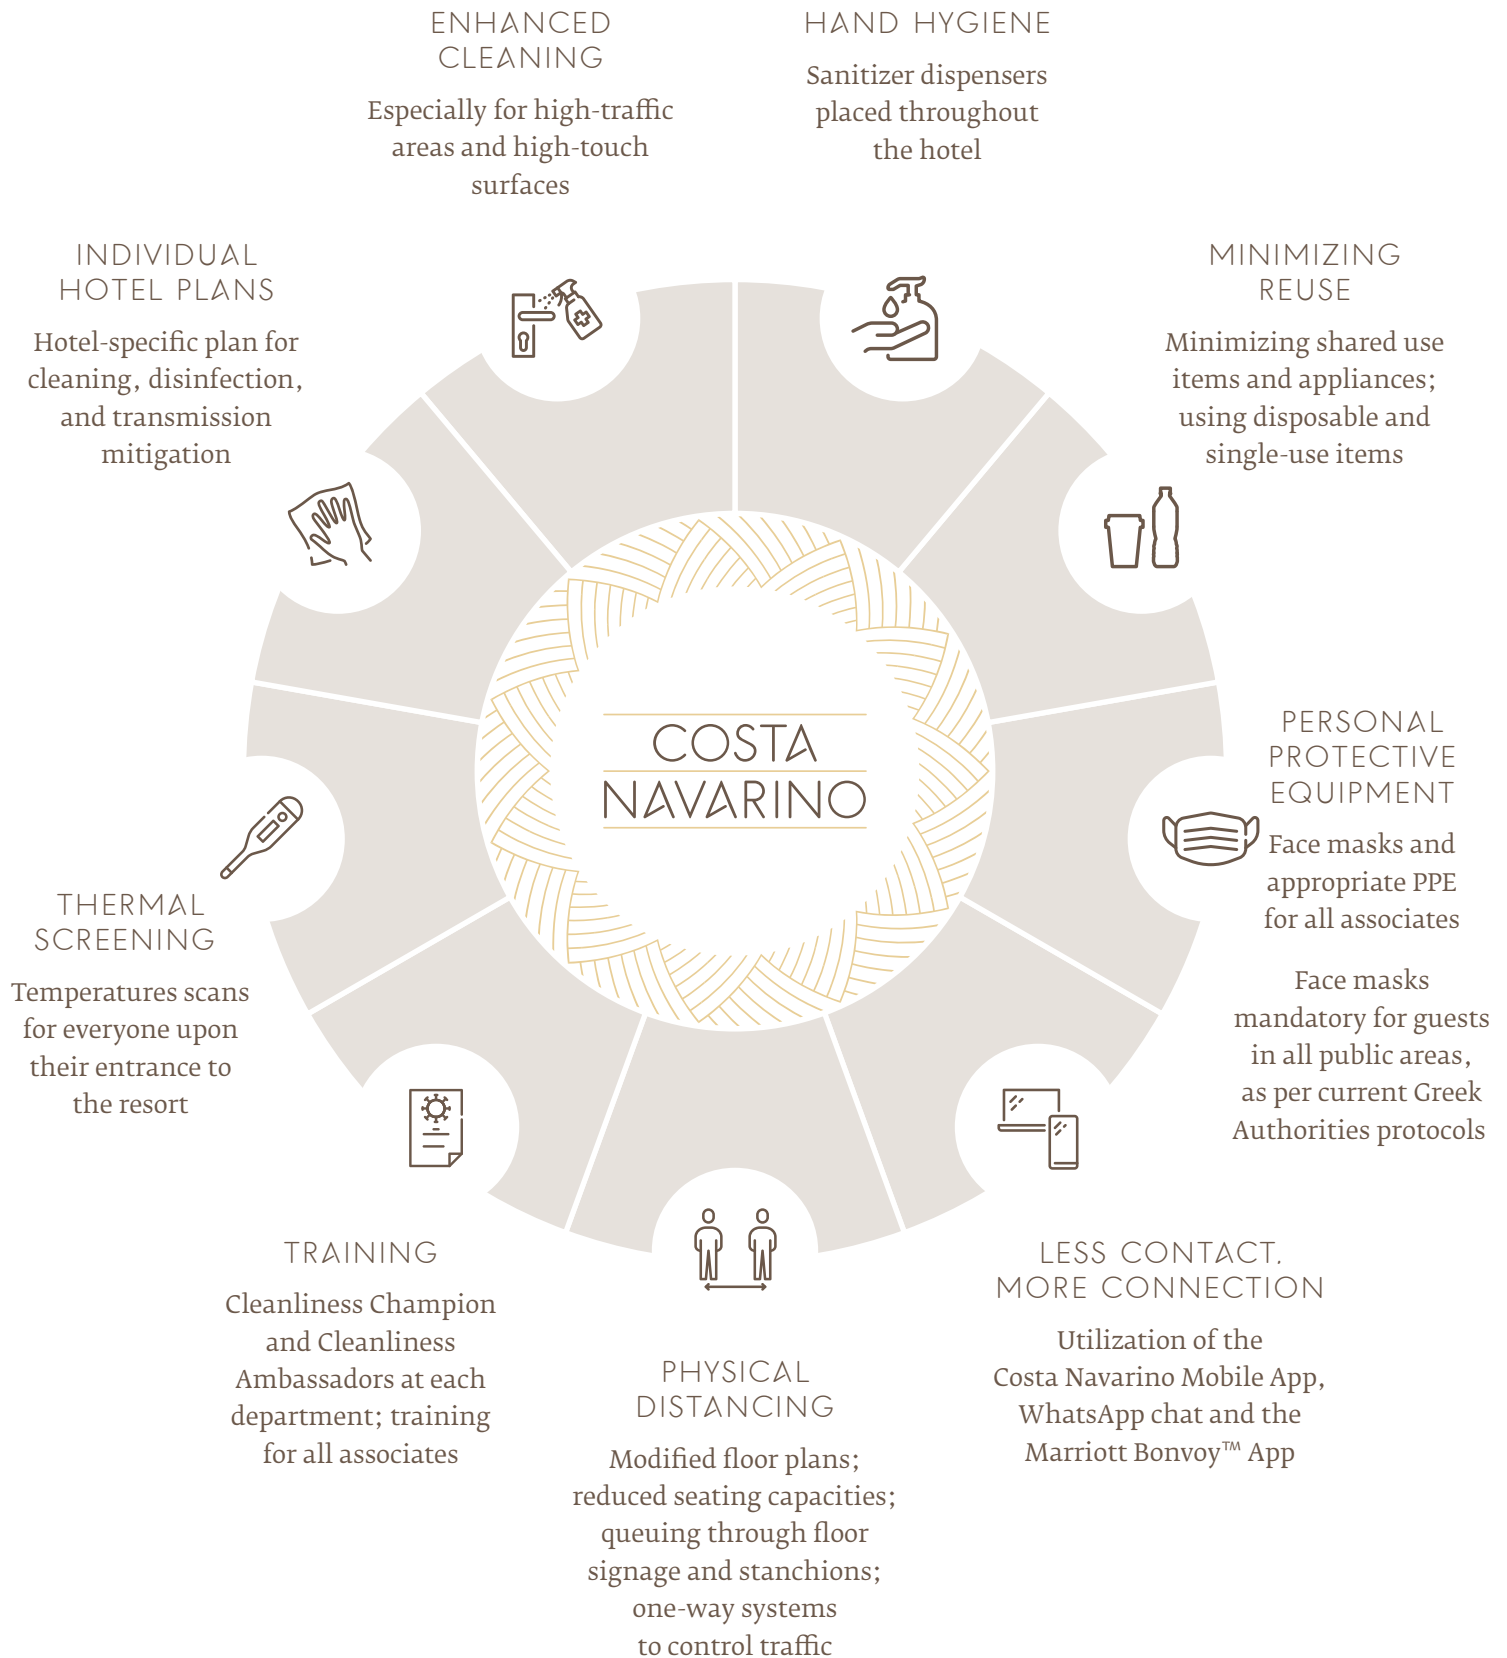 ENHANCED
CLEANING
Especially for high-traffic
areas and high-touch
surfaces
HAND HYGIENE
Sanitizer dispensers
placed throughout
the hotel
INDIVIDUAL
HOTEL PLANS
Hotel-specific plan for
cleaning, disinfection,
and transmission
mitigation
MINIMIZING
REUSE
Minimizing shared use
items and appliances;
using disposable and
single-use items
COSTA
NAVARINO
PERSONAL
PROTECTIVE
EQUIPMENT
Face masks and
appropriate PPE
for all associates
Face masks
mandatory for guests
in all public areas,
as per current Greek
Authorities protocols
THERMAL
SCREENING
Temperatures scans
for everyone upon
their entrance to
the resort
TRAINING
Cleanliness Champion
and Cleanliness
Ambassadors at each
department; training
for all associates
PHYSICAL
DISTANCING
Modified floor plans;
reduced seating capacities;
queuing through floor
signage and stanchions;
one-way systems
to control traffic
LESS CONTACT,
MORE CONNECTION
Utilization of the
Costa Navarino Mobile App,
WhatsApp chat and the
Marriott Bonvoy™ App